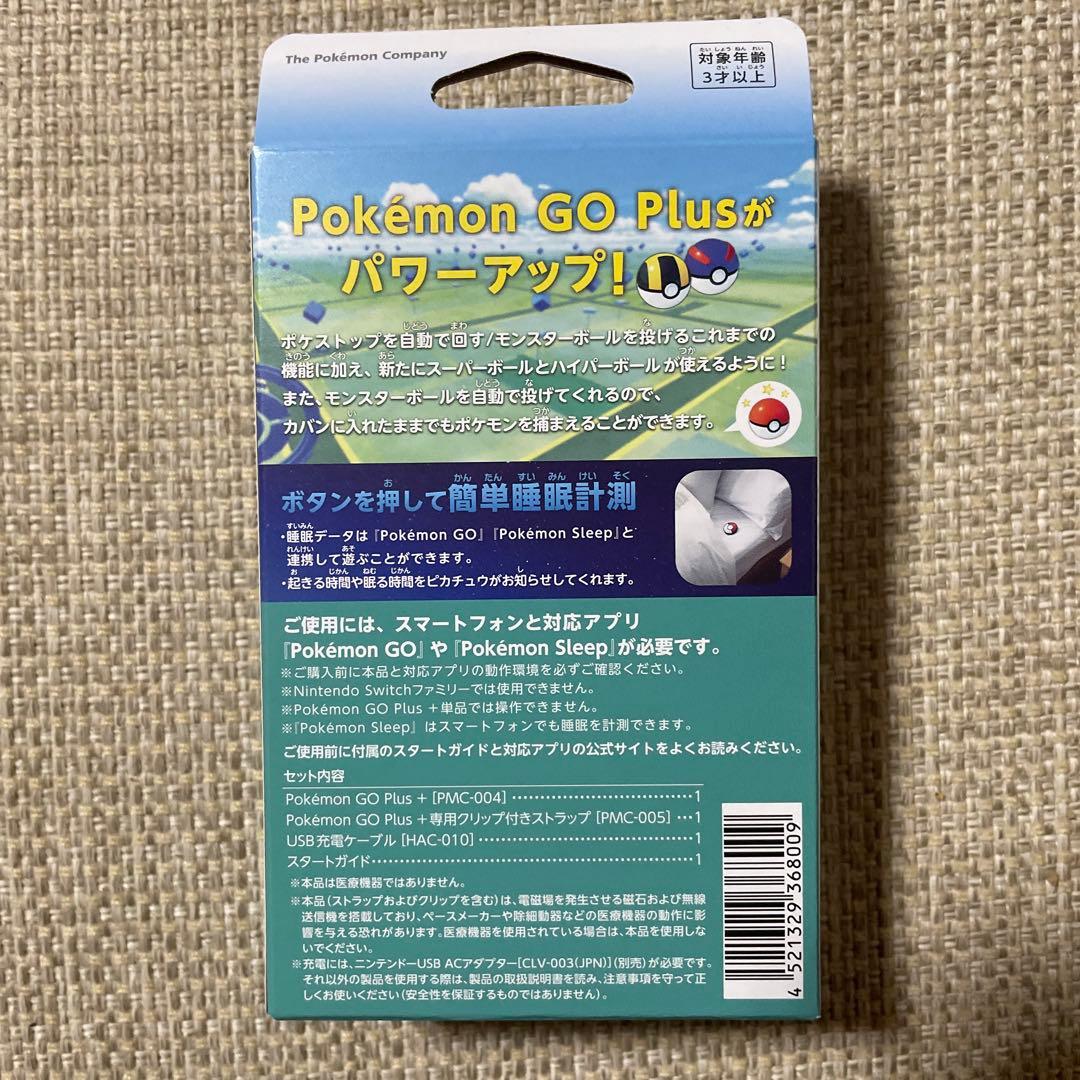 The Pokémon Company
対象年齢
3才以上
Pokémon GO Plusが
パワーアップ!
ポケストップを自動で回す/モンスターボールを投げるこれまでの
機能に加え、新たにスーパーボールとハイパーボールが使えるように!
また、モンスターボールを自動で投げてくれるので、
カバンに入れたままでもポケモンを捕まえることができます。
ボタンを押して簡単睡眠計測
・睡眠データは『Pokémon GO』『Pokémon Sleep』と
連携して遊ぶことができます。
・起きる時間や眠る時間をピカチュウがお知らせしてくれます。
ご使用には、スマートフォンと対応アプリ
『Pokémon GO』や『Pokémon Sleep』が必要です。
※ご購入前に本品と対応アプリの動作環境を必ずご確認ください。
※Nintendo Switchファミリーでは使用できません。
※Pokémon GO Plus +単品では操作できません。
※『Pokémon Sleep』はスマートフォンでも睡眠を計測できます。
ご使用前に付属のスタートガイドと対応アプリの公式サイトをよくお読みください。
セット内容
Pokémon GO Plus + [PMC-004] ………………………………1
Pokémon GO Plus +専用クリップ付きストラップ [PMC-005] …1
USB充電ケーブル [HAC-010] ………………………………………1
スタートガイド…………………………………………………………1
※本品は医療機器ではありません。
※本品(ストラップおよびクリップを含む)は、電磁場を発生させる磁石および無線
送信機を搭載しており、ペースメーカーや除細動器などの医療機器の動作に影
響を与える恐れがあります。医療機器を使用されている場合は、本品を使用しな
いでください。
※充電には、ニンテンドーUSB ACアダプター[CLV-003(JPN)](別売)が必要です。
それ以外の製品を使用する際は、製品の取扱説明書を読み、注意事項を守って正
しくお使いください(安全性を保証するものではありません)。
4 521329 368009